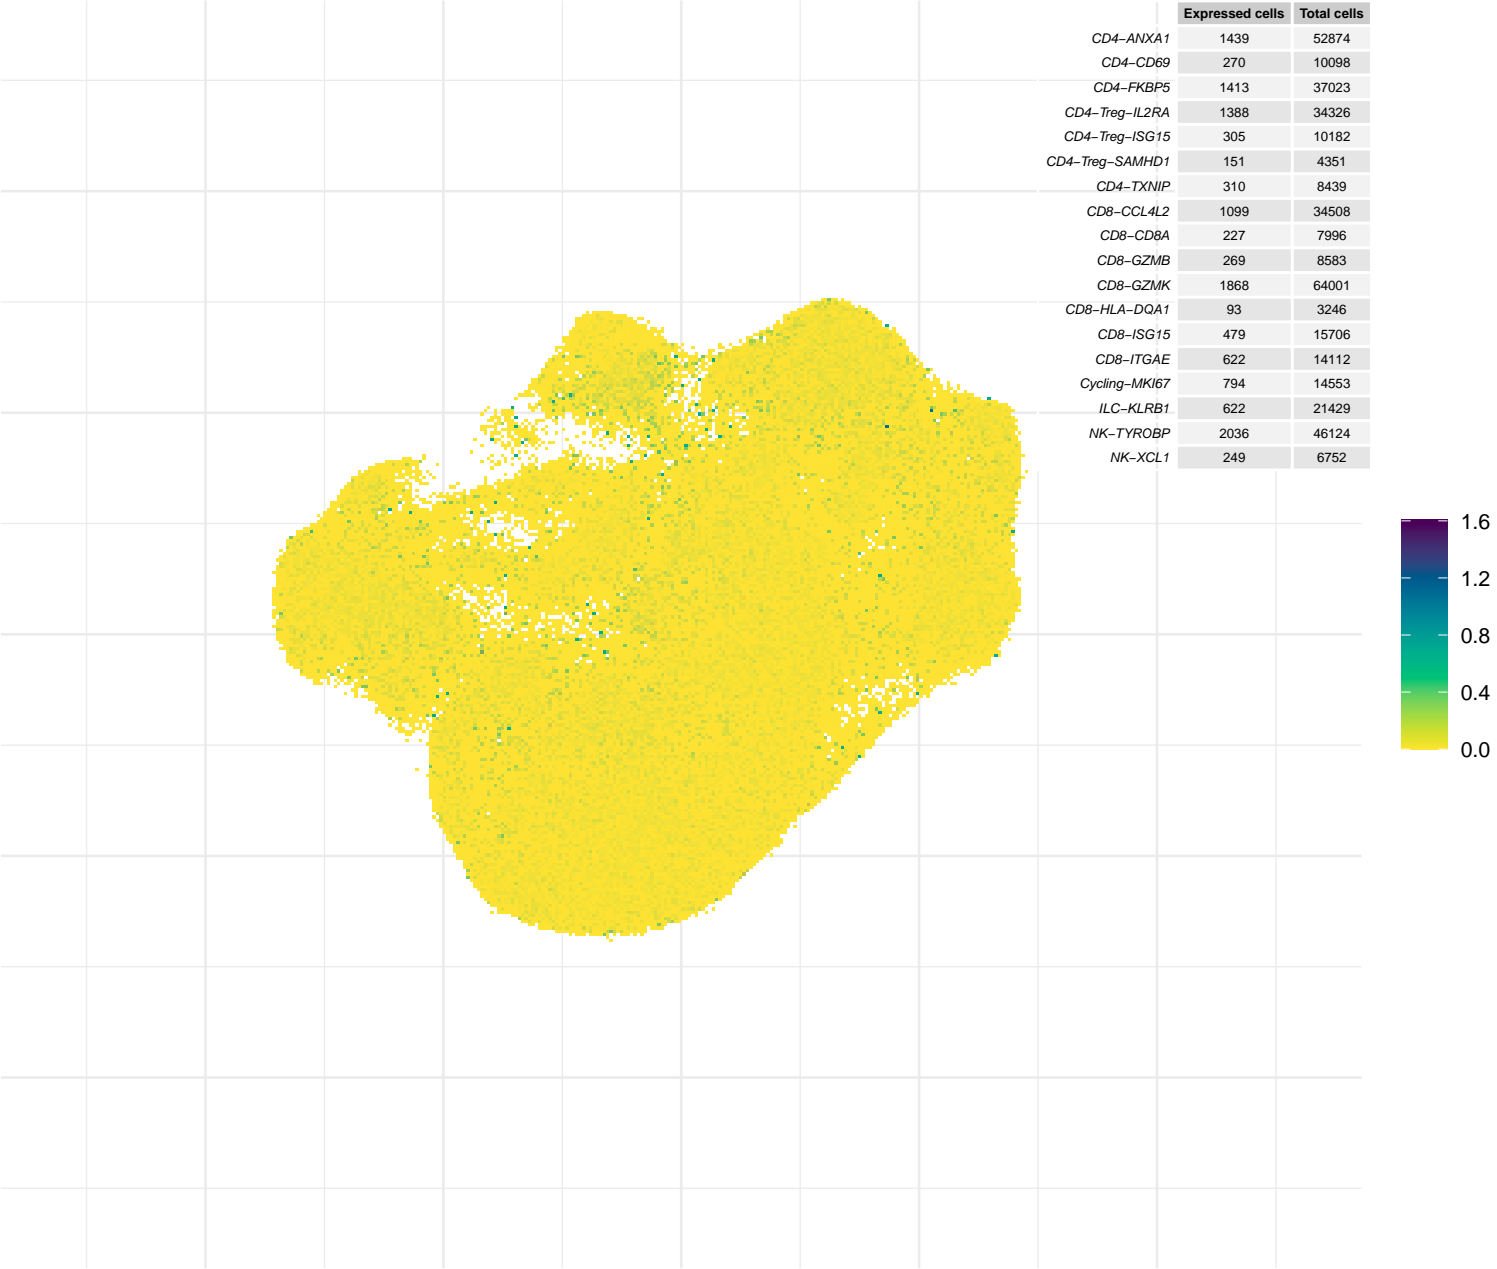 Expressed cells Total cells
CD4−ANXA1 1439 52874
CD4−CD69 270 10098
CD4−FKBP5 1413 37023
CD4−Treg−IL2RA 1388 34326
CD4−Treg−ISG15 305 10182
CD4−Treg−SAMHD1 151 4351
CD4−TXNIP 310 8439
CD8−CCL4L2 1099 34508
CD8−CD8A 227 7996
CD8−GZMB 269 8583
CD8−GZMK 1868 64001
CD8−HLA−DQA1 93 3246
CD8−ISG15 479 15706
CD8−ITGAE 622 14112
Cycling−MKI67 794 14553
ILC−KLRB1 622 21429
NK−TYROBP 2036 46124
NK−XCL1 249 6752
1.6
1.2
0.8
0.4
0.0